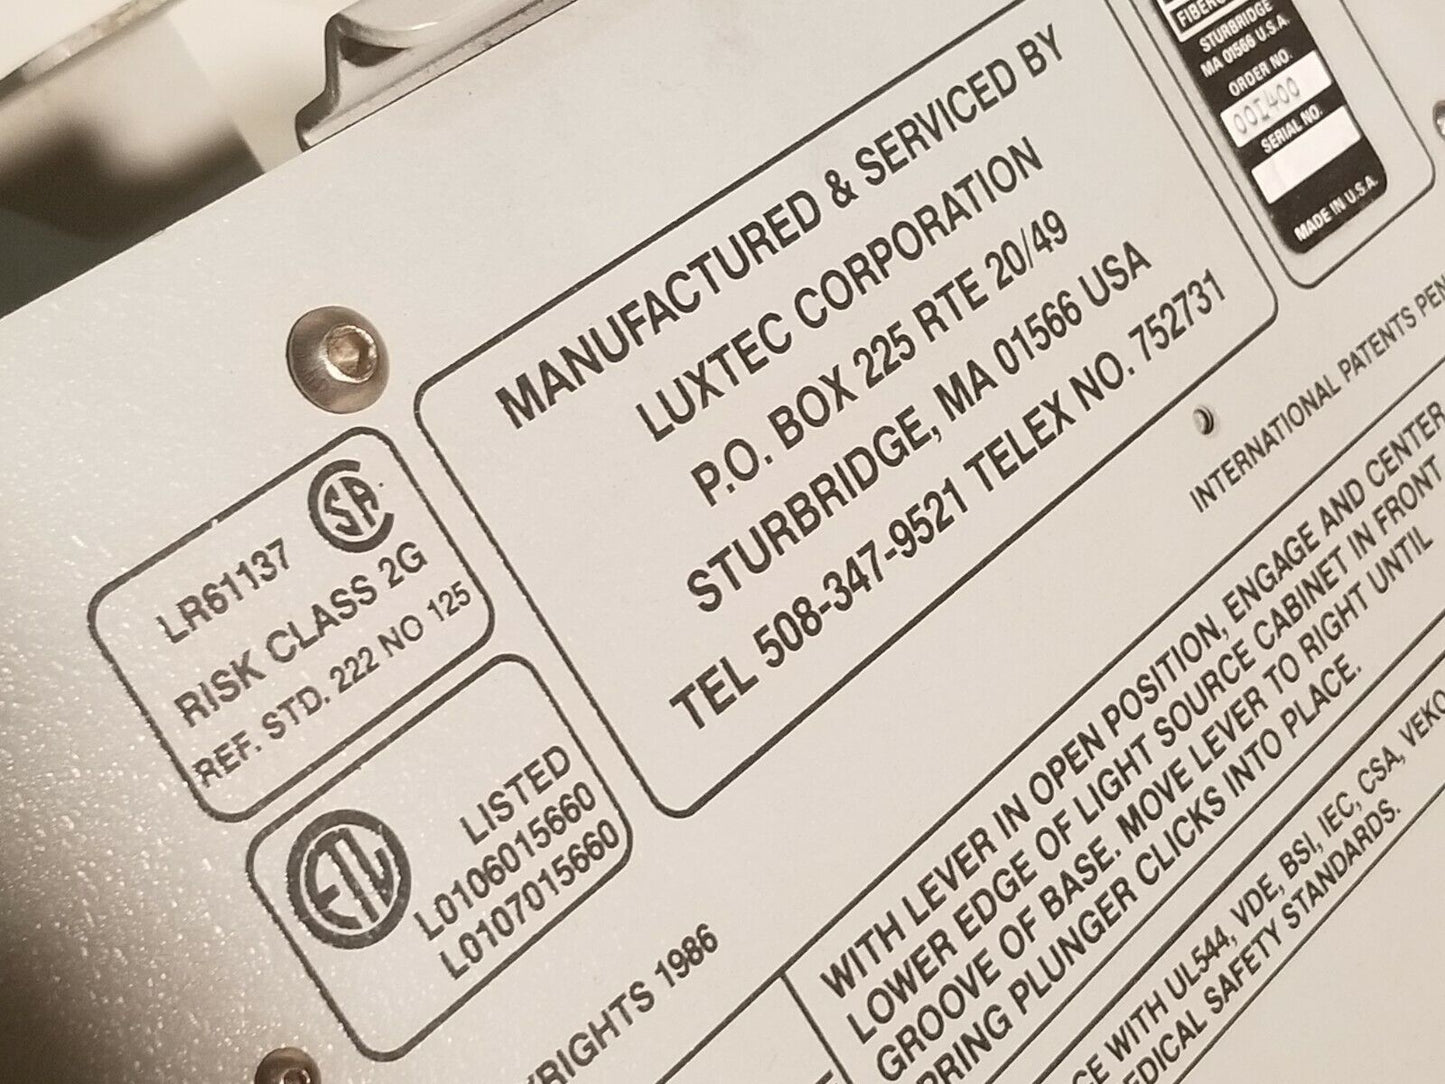 STURBRIDGE
MA 01566 U.S.A.
ORDER NO.
001400
SERIAL NO.
MADE IN U.S.A.
MANUFACTURED & SERVICED BY
LUXTEC CORPORATION
P.O. BOX 225 RTE 20/49
STURBRIDGE, MA 01566 USA
TEL 508-347-9521 TELEX NO. 752731
LR61137
CSA
RISK CLASS 2G
REF. STD. 222 NO 125
ETL
LISTED
L0106015660
L0107015660
1986
INTERNATIONAL PATENTS
WITH LEVER IN OPEN POSITION, ENGAGE AND CENTER
LOWER EDGE OF LIGHT SOURCE CABINET IN FRONT
GROOVE OF BASE. MOVE LEVER TO RIGHT UNTIL
PLUNGER CLICKS INTO PLACE.
WITH UL544, VDE, BSI, IEC, CSA,
SAFETY STANDARDS.